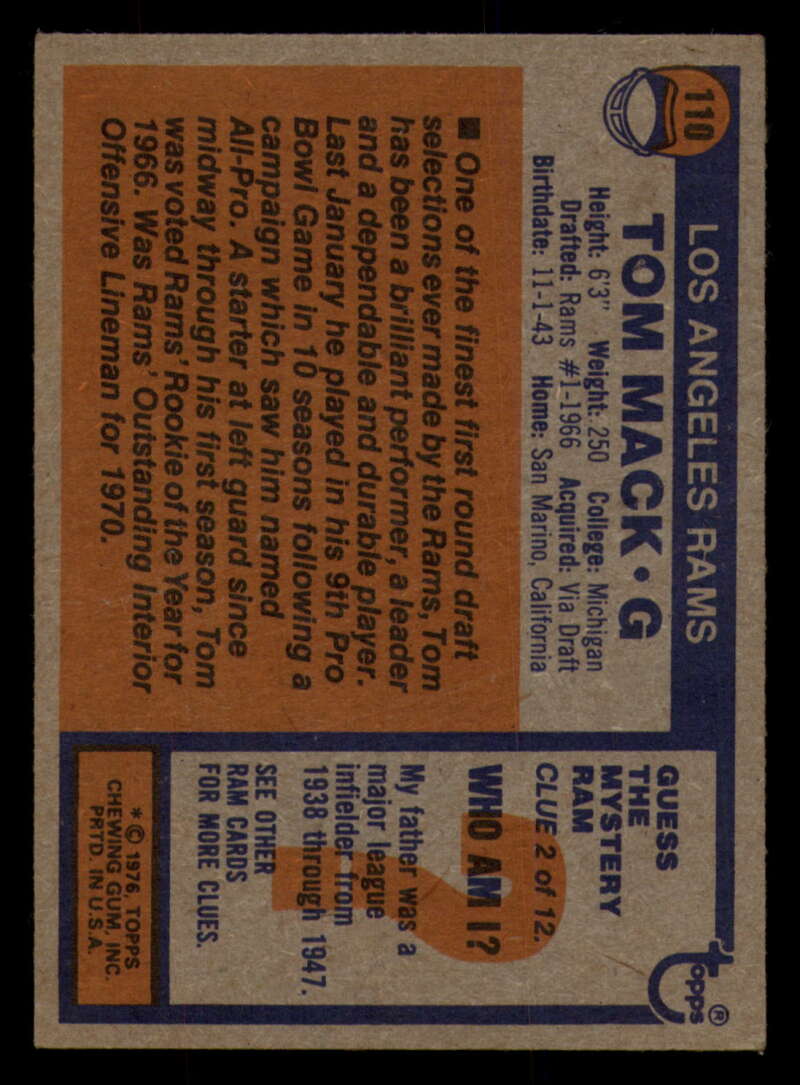 110
LOS ANGELES RAMS
TOM MACK • G
Height: 6'3" Weight: 250 College: Michigan
Drafted: Rams #1-1966 Acquired: Via Draft
Birthdate: 11-1-43 Home: San Marino, California
■ One of the finest first round draft
selections ever made by the Rams, Tom
has been a brilliant performer, a leader
and a dependable and durable player.
Last January he played in his 9th Pro
Bowl Game in 10 seasons following a
campaign which saw him named
All-Pro. A starter at left guard since
midway through his first season, Tom
was voted Rams' Rookie of the Year for
1966. Was Rams' Outstanding Interior
Offensive Lineman for 1970.
topps®
GUESS
THE
MYSTERY
RAM
CLUE 2 of 12.
WHO AM I?
My father was a
major league
infielder from
1938 through 1947.
SEE OTHER
RAM CARDS
FOR MORE CLUES.
* © 1976, TOPPS
CHEWING GUM, INC.
PRTD. IN U.S.A.